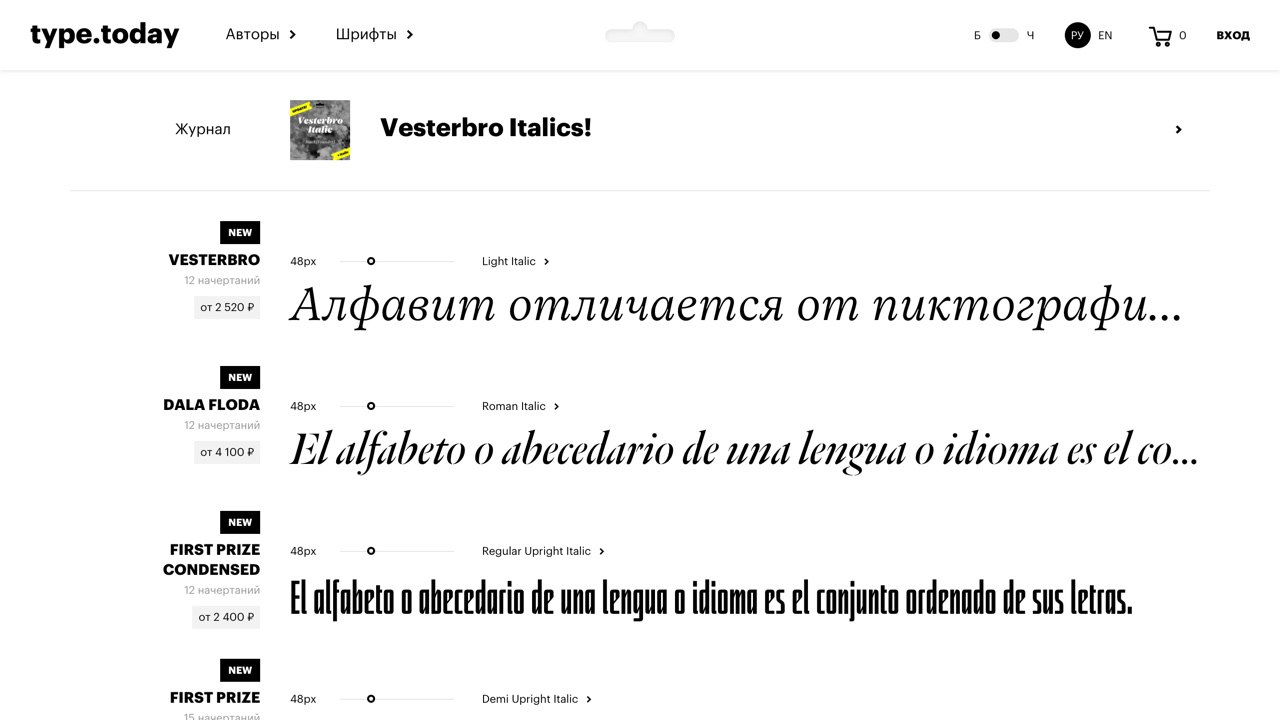 type.today
Авторы
Шрифты
Б
Ч
РУ
EN
0
ВХОД
Журнал
Vesterbro
Italic
Vesterbro Italics!
NEW
VESTERBRO
12 начертаний
от 2 520 ₽
48px
Light Italic
Алфавит отличается от пиктографи...
NEW
DALA FLODA
12 начертаний
от 4 100 ₽
48px
Roman Italic
El alfabeto o abecedario de una lengua o idioma es el co...
NEW
FIRST PRIZE
CONDENSED
12 начертаний
от 2 400 ₽
48px
Regular Upright Italic
El alfabeto o abecedario de una lengua o idioma es el conjunto ordenado de sus letras.
NEW
FIRST PRIZE
15 начертаний
48px
Demi Upright Italic